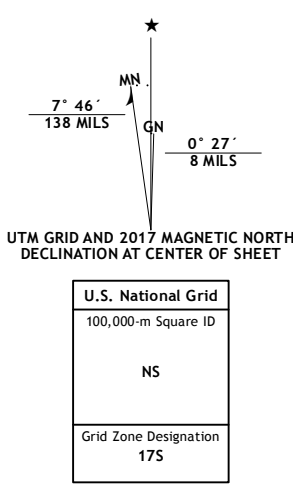 MN
7° 46´
138 MILS
GN
0° 27´
8 MILS
UTM GRID AND 2017 MAGNETIC NORTH
DECLINATION AT CENTER OF SHEET
U.S. National Grid
100,000-m Square ID
NS
Grid Zone Designation
17S